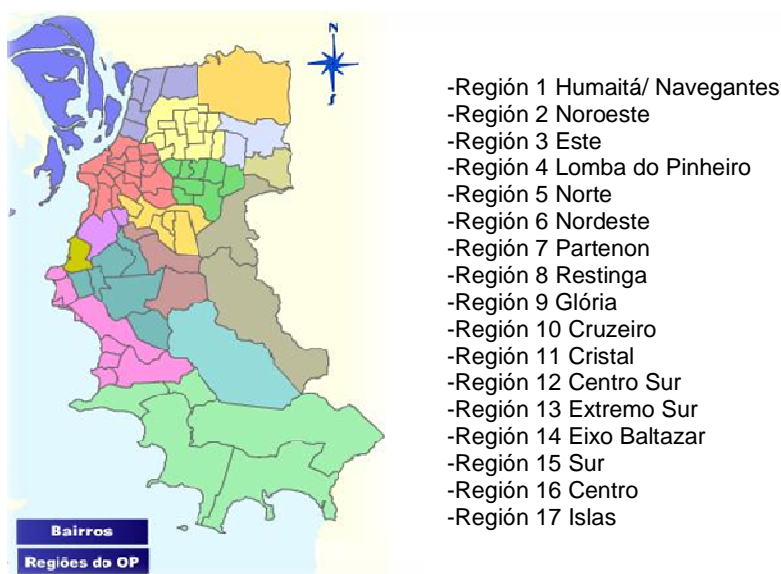 N
s
-Región 1 Humaitá/ Navegantes
-Región 2 Noroeste
-Región 3 Este
-Región 4 Lomba do Pinheiro
-Región 5 Norte
-Región 6 Nordeste
-Región 7 Partenon
-Región 8 Restinga
-Región 9 Glória
-Región 10 Cruzeiro
-Región 11 Cristal
-Región 12 Centro Sur
-Región 13 Extremo Sur
-Región 14 Eixo Baltazar
-Región 15 Sur
-Región 16 Centro
-Región 17 Islas
Bairros
Regiões do OP